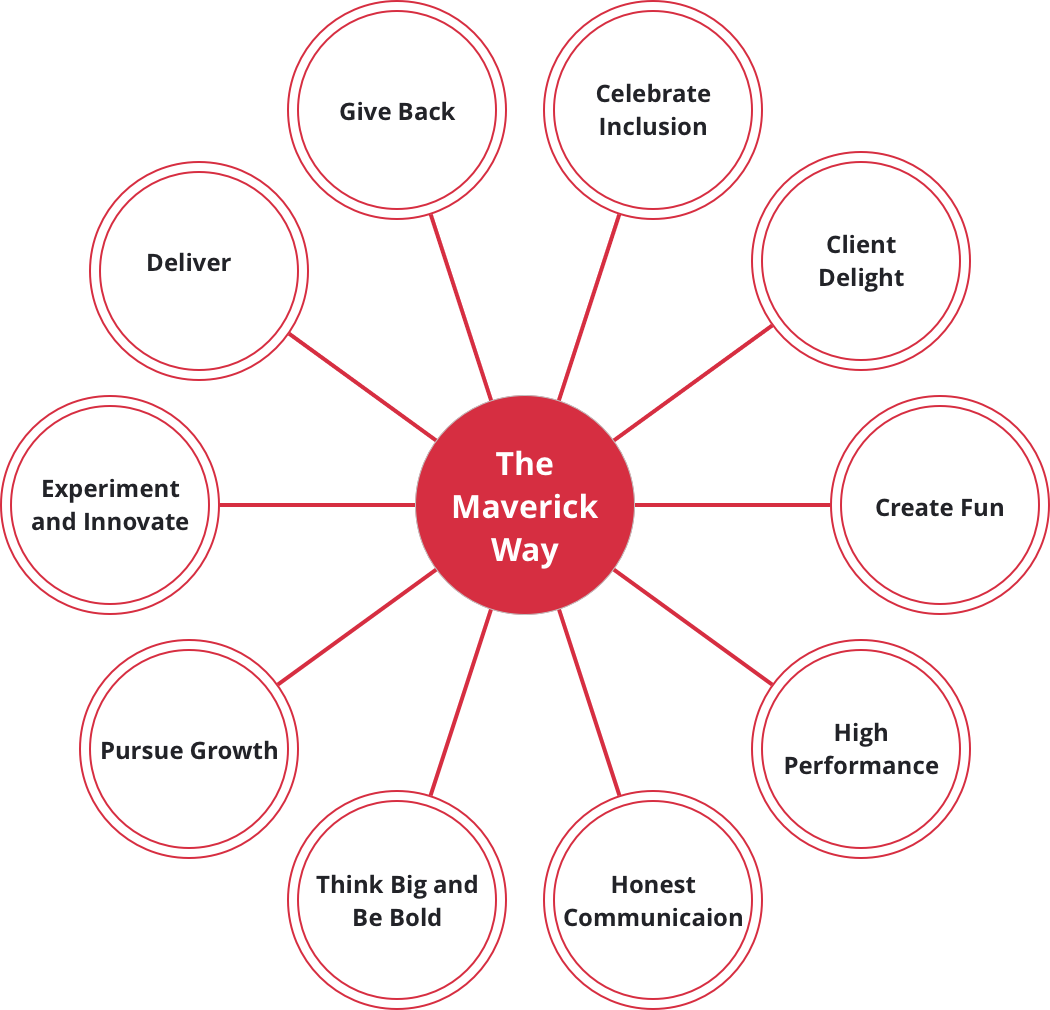 Give Back
Celebrate
Inclusion
Deliver
Client
Delight
Experiment
and Innovate
The
Maverick
Way
Create Fun
Pursue Growth
High
Performance
Think Big and
Be Bold
Honest
Communicaion